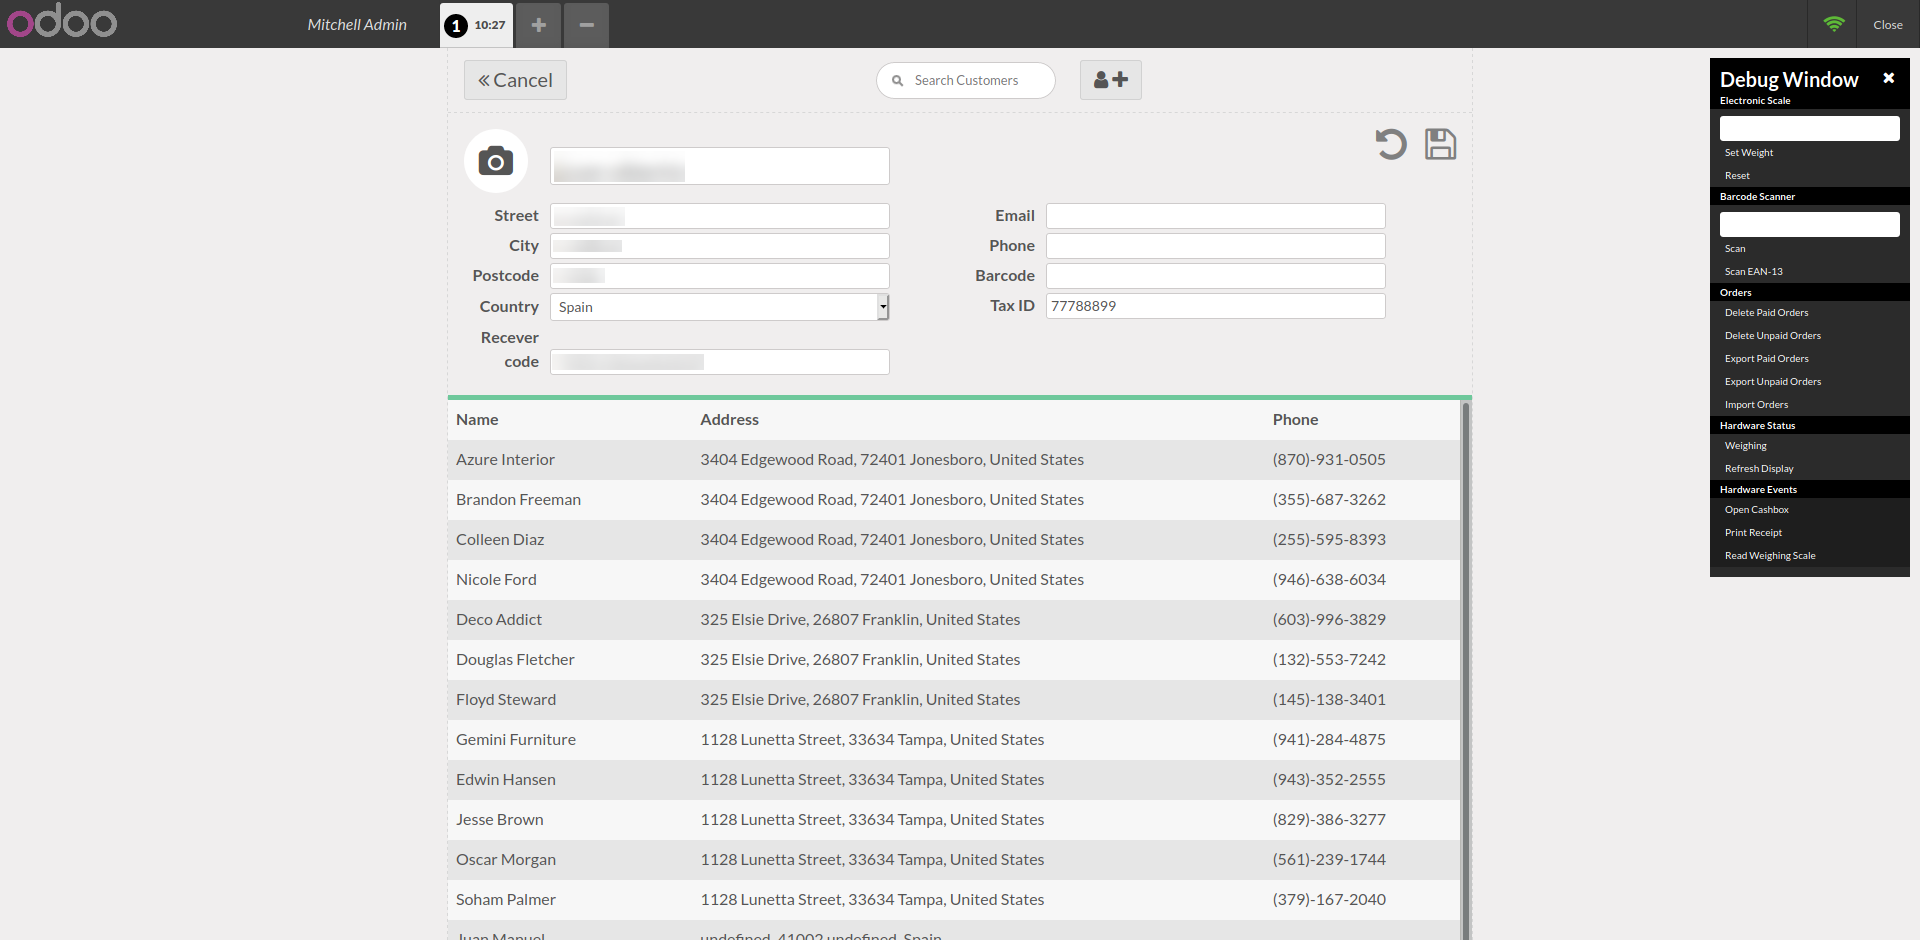 odoo
Mitchell Admin
1 10:27
Close
Cancel
Search Customers
Street
City
Postcode
Country Spain
Recever
code
Email
Phone
Barcode
Tax ID 77788899
Name Address Phone
Azure Interior 3404 Edgewood Road, 72401 Jonesboro, United States (870)-931-0505
Brandon Freeman 3404 Edgewood Road, 72401 Jonesboro, United States (355)-687-3262
Colleen Diaz 3404 Edgewood Road, 72401 Jonesboro, United States (255)-595-8393
Nicole Ford 3404 Edgewood Road, 72401 Jonesboro, United States (946)-638-6034
Deco Addict 325 Elsie Drive, 26807 Franklin, United States (603)-996-3829
Douglas Fletcher 325 Elsie Drive, 26807 Franklin, United States (132)-553-7242
Floyd Steward 325 Elsie Drive, 26807 Franklin, United States (145)-138-3401
Gemini Furniture 1128 Lunetta Street, 33634 Tampa, United States (941)-284-4875
Edwin Hansen 1128 Lunetta Street, 33634 Tampa, United States (943)-352-2555
Jesse Brown 1128 Lunetta Street, 33634 Tampa, United States (829)-386-3277
Oscar Morgan 1128 Lunetta Street, 33634 Tampa, United States (561)-239-1744
Soham Palmer 1128 Lunetta Street, 33634 Tampa, United States (379)-167-2040
Juan Manuel undefined, 41002 undefined, Spain
Debug Window
Electronic Scale
Set Weight
Reset
Barcode Scanner
Scan
Scan EAN-13
Orders
Delete Paid Orders
Delete Unpaid Orders
Export Paid Orders
Export Unpaid Orders
Import Orders
Hardware Status
Weighing
Refresh Display
Hardware Events
Open Cashbox
Print Receipt
Read Weighing Scale